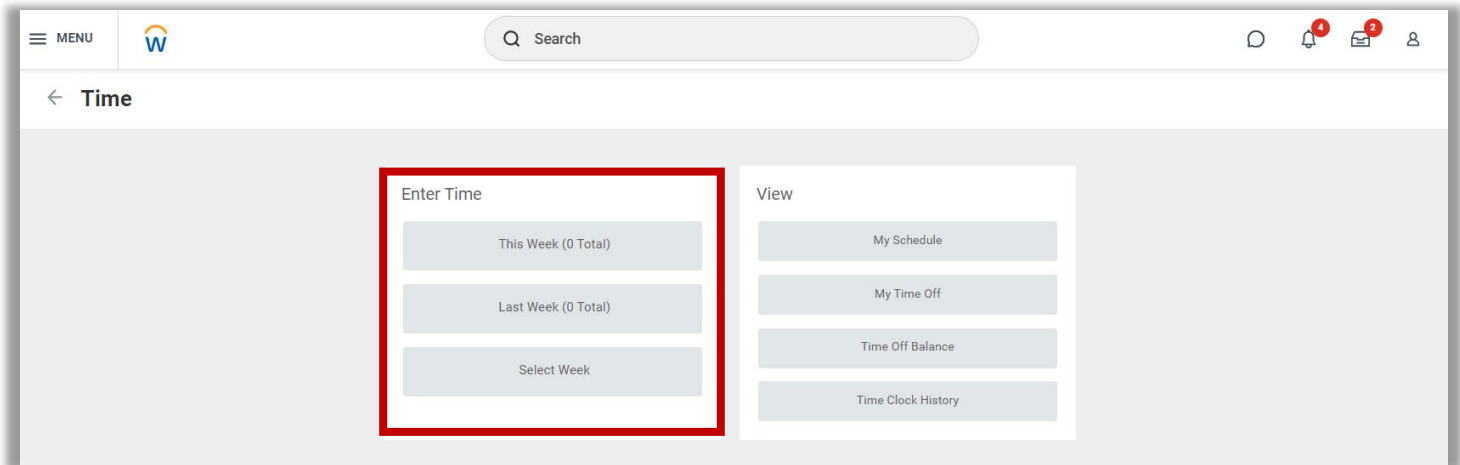 MENU
W
Search
4
2
Time
Enter Time
This Week (0 Total)
Last Week (0 Total)
Select Week
View
My Schedule
My Time Off
Time Off Balance
Time Clock History